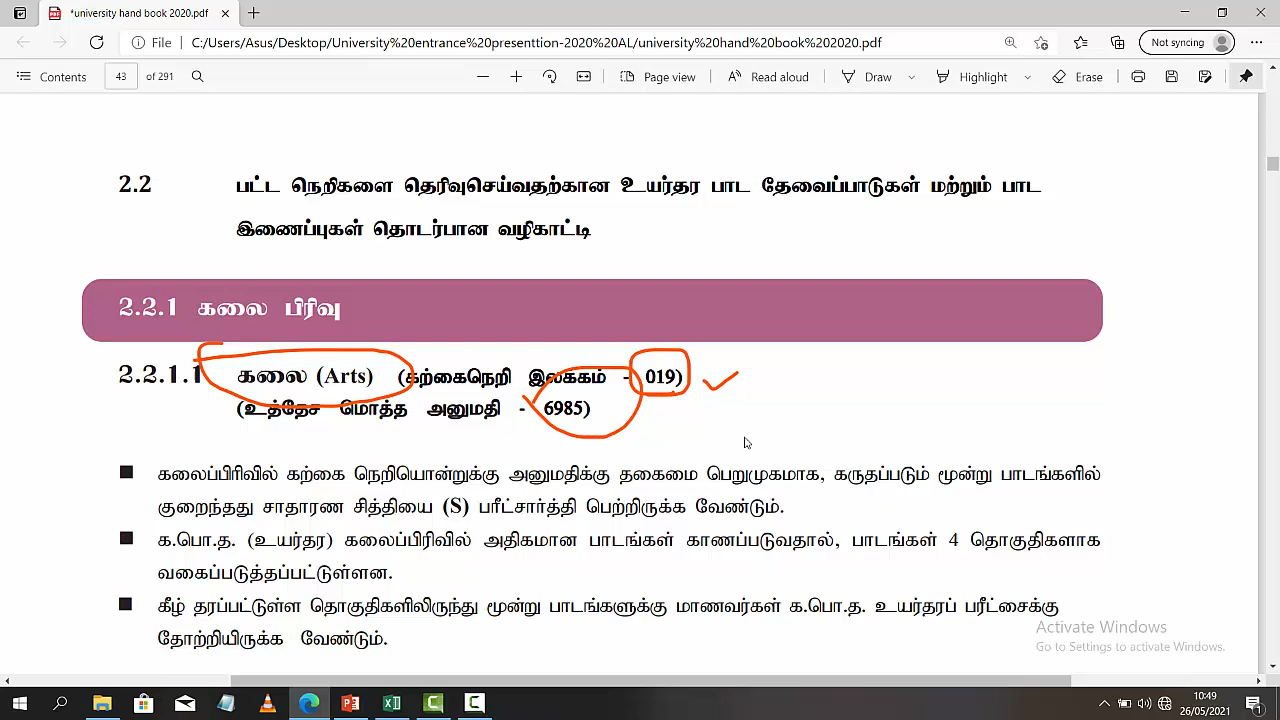 *university hand book 2020.pdf
File C:/Users/Asus/Desktop/University%20entrance%20presenttion-2020%20AL/university%20hand%20book%202020.pdf Not syncing
Contents 43 of 291 Page view Read aloud Draw Highlight Erase
2.2 பட்ட நெறிகளை தெரிவுசெய்வதற்கான உயர்தர பாட தேவைப்பாடுகள் மற்றும் பாட
இணைப்புகள் தொடர்பான வழிகாட்டி
2.2.1 கலை பிரிவு
2.2.1.1 கலை (Arts) (கற்கைநெறி இலக்கம் - 019)
(உத்தேச மொத்த அனுமதி - 6985)
■ கலைப்பிரிவில் கற்கை நெறியொன்றுக்கு அனுமதிக்கு தகைமை பெறுமுகமாக, கருதப்படும் மூன்று பாடங்களில்
குறைந்தது சாதாரண சித்தியை (S) பரீட்சார்த்தி பெற்றிருக்க வேண்டும்.
■ க.பொ.த. (உயர்தர) கலைப்பிரிவில் அதிகமான பாடங்கள் காணப்படுவதால், பாடங்கள் 4 தொகுதிகளாக
வகைப்படுத்தப்பட்டுள்ளன.
■ கீழ் தரப்பட்டுள்ள தொகுதிகளிலிருந்து மூன்று பாடங்களுக்கு மாணவர்கள் க.பொ.த. உயர்தரப் பரீட்சைக்கு
தோற்றியிருக்க வேண்டும்.
Activate Windows
Go to Settings to activate Windows.
10:49
26/05/2021